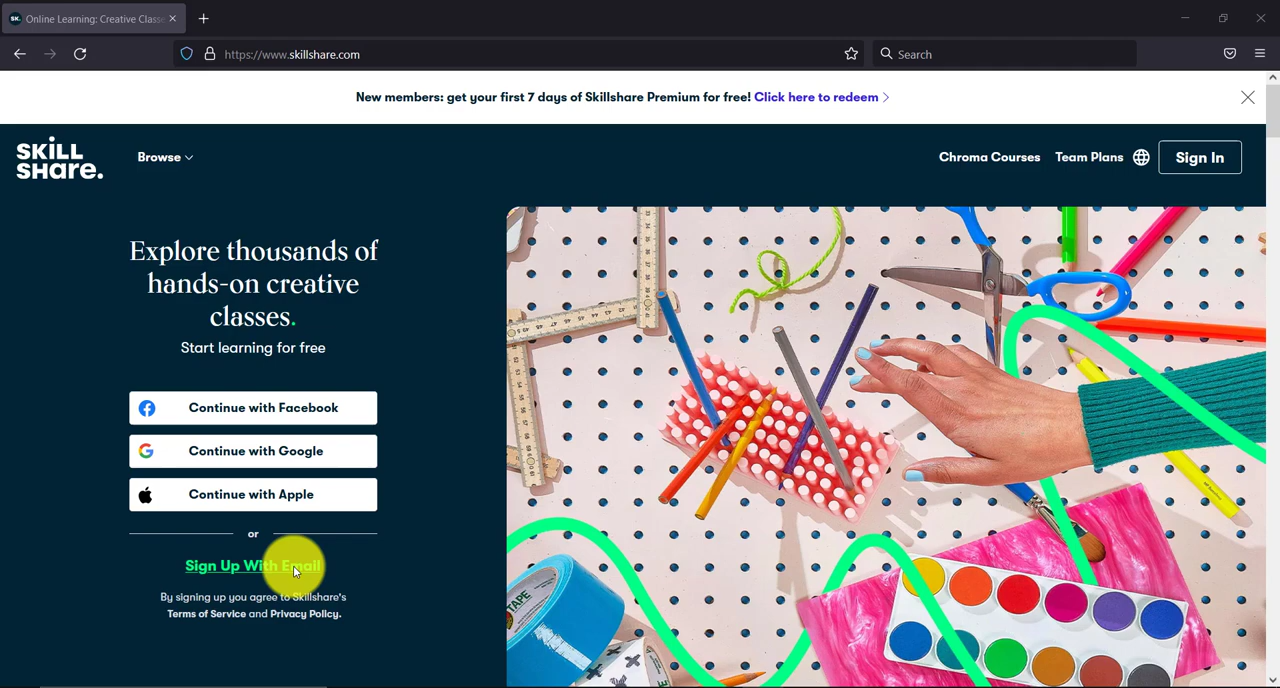 SK. Online Learning: Creative Classe
https://www.skillshare.com
Search
New members: get your first 7 days of Skillshare Premium for free! Click here to redeem
SKILL
SHARE.
Browse
Chroma Courses
Team Plans
Sign In
Explore thousands of
hands-on creative
classes.
Start learning for free
Continue with Facebook
Continue with Google
Continue with Apple
or
Sign Up With Email
By signing up you agree to Skillshare's
Terms of Service and Privacy Policy.
TAPE